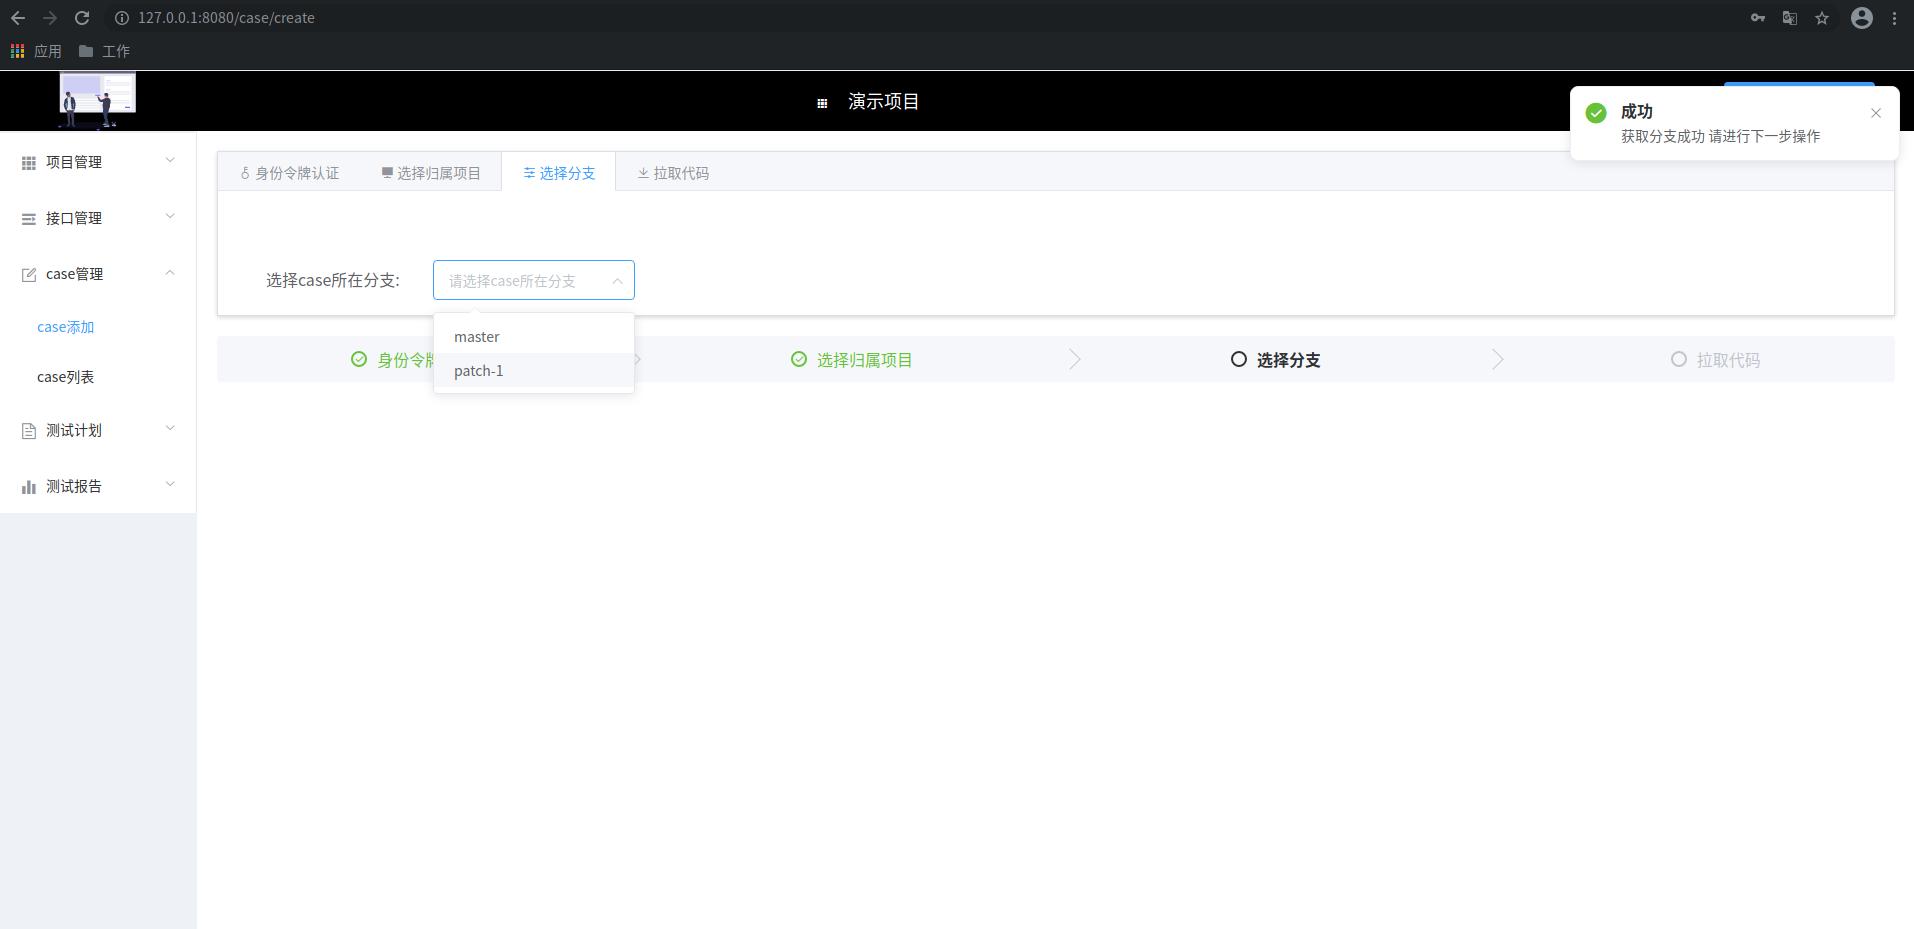 127.0.0.1:8080/case/create
应用 工作
演示项目
成功
获取分支成功 请进行下一步操作
项目管理
接口管理
case管理
case添加
case列表
测试计划
测试报告
身份令牌认证 选择归属项目 选择分支 拉取代码
选择case所在分支: 请选择case所在分支
master
patch-1
身份令牌 选择归属项目 选择分支 拉取代码